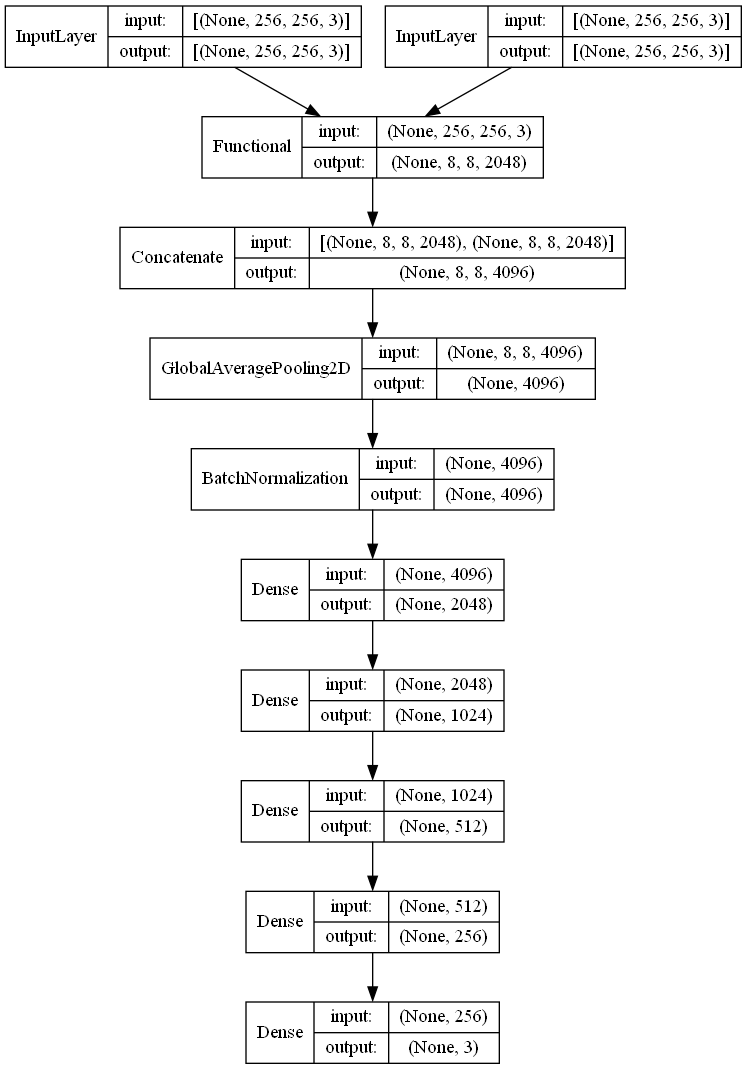 InputLayer input: [(None, 256, 256, 3)] InputLayer input: [(None, 256, 256, 3)]
output: [(None, 256, 256, 3)] output: [(None, 256, 256, 3)]
Functional input: (None, 256, 256, 3)
output: (None, 8, 8, 2048)
Concatenate input: [(None, 8, 8, 2048), (None, 8, 8, 2048)]
output: (None, 8, 8, 4096)
GlobalAveragePooling2D input: (None, 8, 8, 4096)
output: (None, 4096)
BatchNormalization input: (None, 4096)
output: (None, 4096)
Dense input: (None, 4096)
output: (None, 2048)
Dense input: (None, 2048)
output: (None, 1024)
Dense input: (None, 1024)
output: (None, 512)
Dense input: (None, 512)
output: (None, 256)
Dense input: (None, 256)
output: (None, 3)